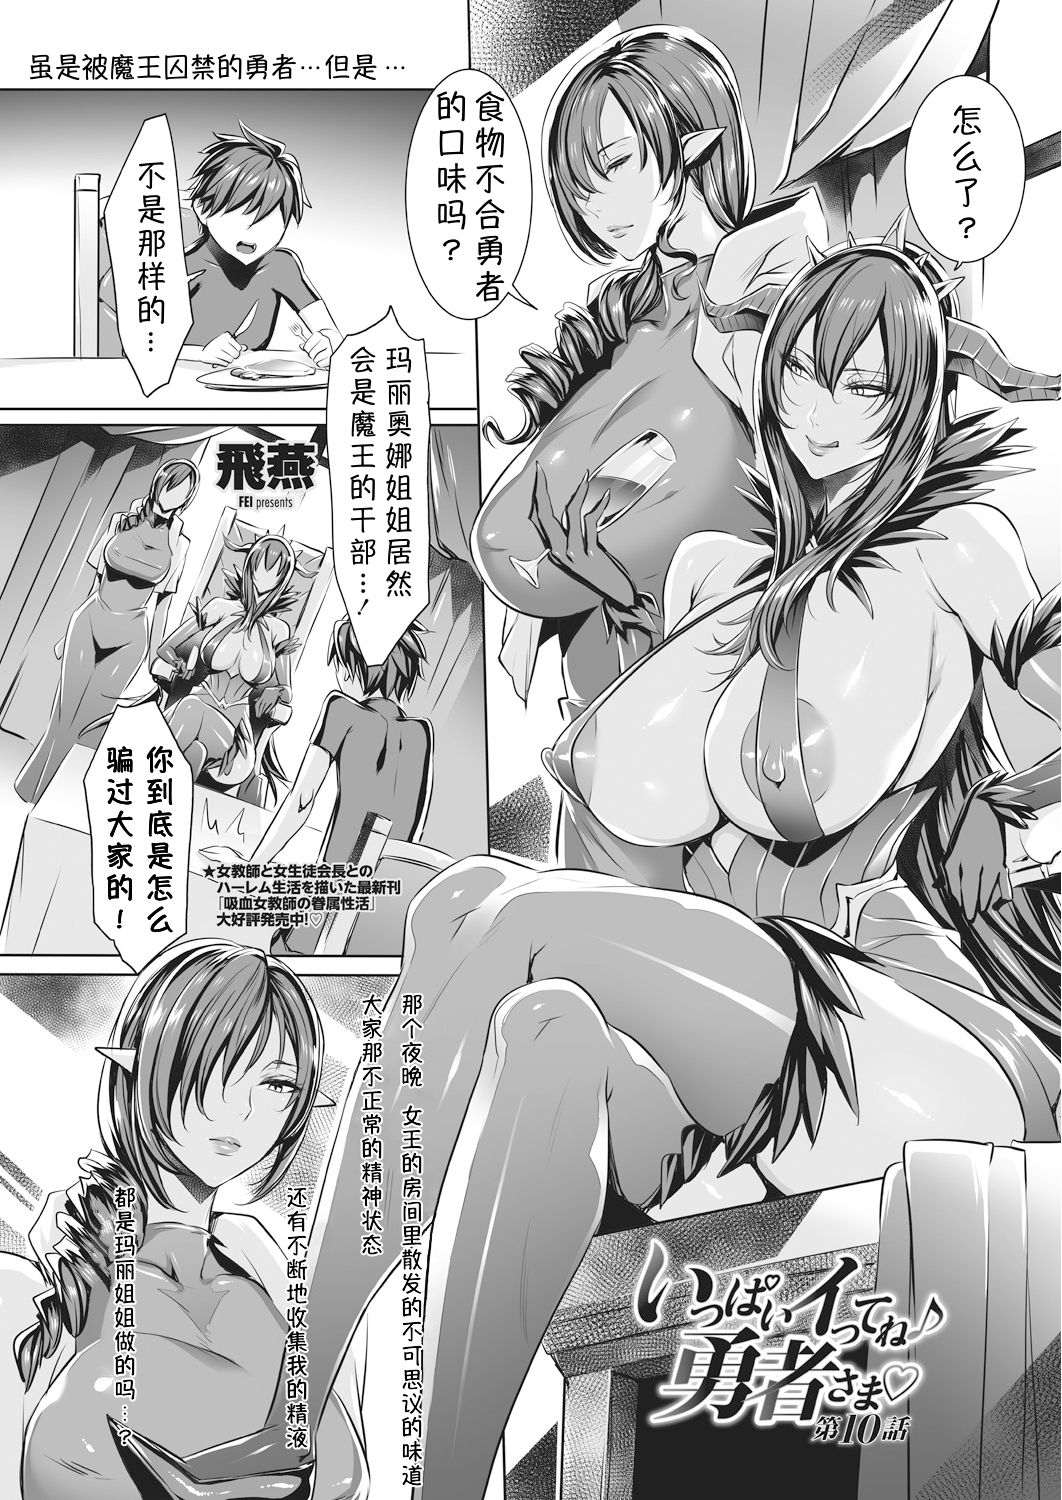 怎么了？
食物不合勇者
的口味吗？
虽是被魔王囚禁的勇者…但是…
不是那样的…
玛丽奥娜姐姐居然
会是魔王的干部…！
飛燕
FEI presents
你到底是怎么
骗过大家的！
★女教師と女生徒会長との
ハーレム生活を描いた最新刊
「吸血女教師の眷属性活」
大好評発売中！♡
那个夜晚 女王的房间里散发的不可思议的味道
大家那不正常的精神状态
还有不断地收集我的精液
都是玛丽姐姐做的吗…？
いっぱいイってね♪
勇者さま♡
第10話